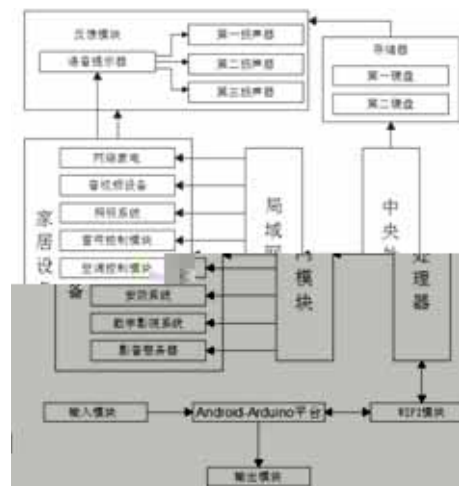 反馈模块
语音提示器
第一扬声器
第二扬声器
第三扬声器
存储器
第一硬盘
第二硬盘
家居设备
网络家电
音视频设备
照明系统
窗帘控制模块
空调控制模块
安防系统
数字影视系统
影音服务器
局域网模块
中央处理器
输入模块
Android-Arduino平台
WIFI模块
输出模块